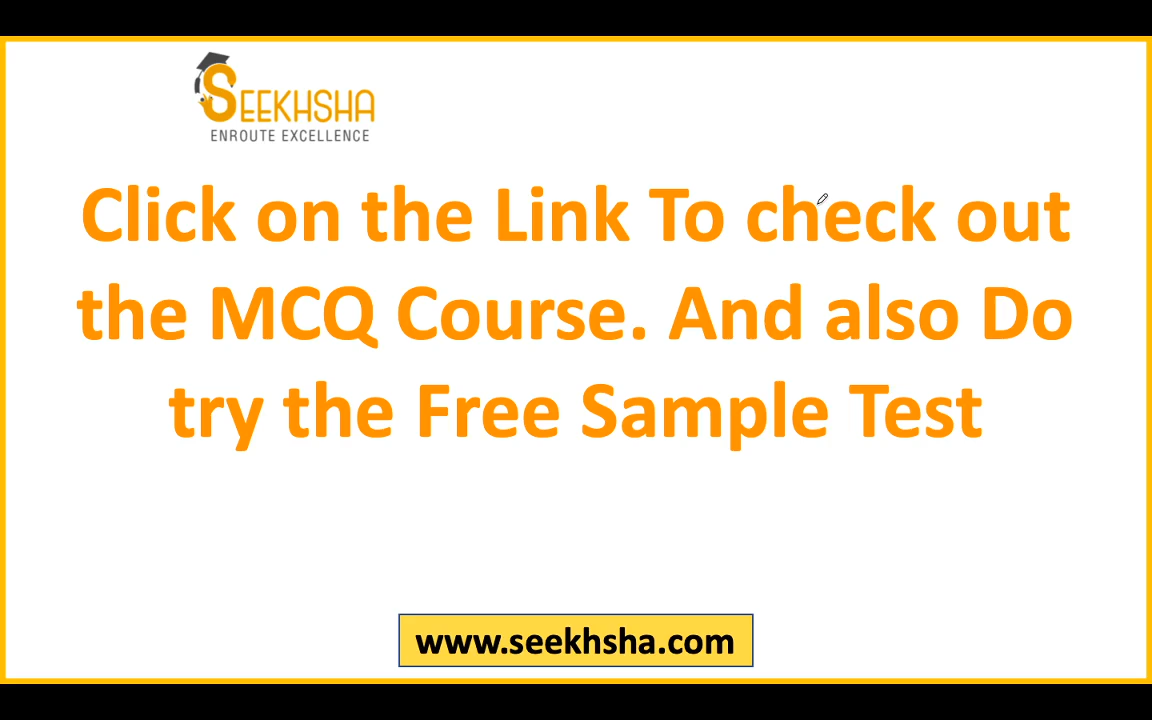 SEEKHSHA
ENROUTE EXCELLENCE
Click on the Link To check out
the MCQ Course. And also Do
try the Free Sample Test
www.seekhsha.com